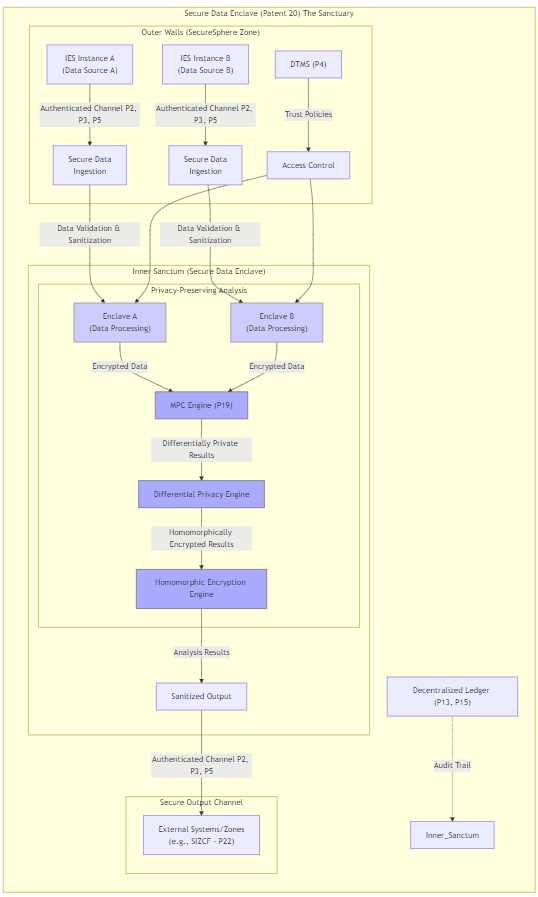 Secure Data Enclave (Patent 20) The Sanctuary
Outer Walls (SecureSphere Zone)
IES Instance A
(Data Source A)
IES Instance B
(Data Source B)
DTMS (P4)
Authenticated Channel P2,
P3, P5
Authenticated Channel P2,
P3, P5
Trust Policies
Secure Data
Ingestion
Secure Data
Ingestion
Access Control
Data Validation &
Sanitization
Data Validation &
Sanitization
Inner Sanctum (Secure Data Enclave)
Privacy-Preserving Analysis
Enclave A
(Data Processing)
Enclave B
(Data Processing)
Encrypted Data
Encrypted Data
MPC Engine (P19)
Differentially Private
Results
Differential Privacy Engine
Homomorphically
Encrypted Results
Homomorphic Encryption
Engine
Analysis Results
Sanitized Output
Decentralized Ledger
(P13, P15)
Authenticated Channel P2,
P3, P5
Audit Trail
Secure Output Channel
External Systems/Zones
(e.g., SIZCF - P22)
Inner_Sanctum